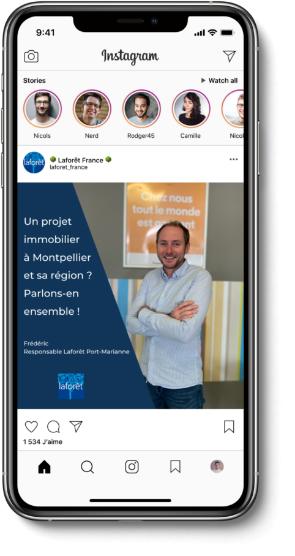 9:41
Instagram
Stories
Watch all
Nicols
Nerd
Rodger45
Camille
Nicol
laforêt
Laforêt France
laforet_france
Chez nous
tout le monde
Un projet
immobilier
à Montpellier
et sa région ?
Parlons-en
ensemble !
Frédéric
Responsable Laforêt Port-Marianne
laforêt
1 534 J'aime